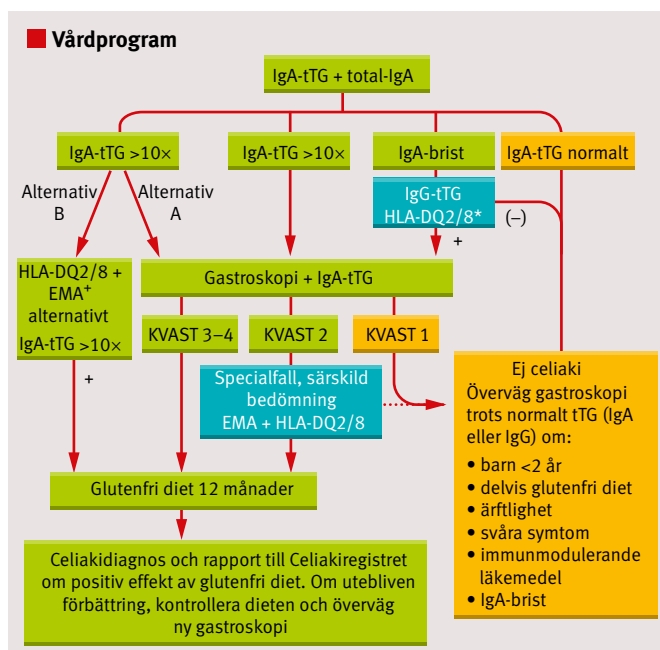 Vårdprogram
IgA-tTG + total-IgA
IgA-tTG >10×
IgA-tTG >10×
IgA-brist
IgA-tTG normalt
Alternativ
B
Alternativ
A
IgG-tTG
HLA-DQ2/8*
(–)
+
HLA-DQ2/8 +
EMA⁺
alternativt
IgA-tTG >10×
Gastroskopi + IgA-tTG
KVAST 3–4
KVAST 2
KVAST 1
+
Specialfall, särskild
bedömning
EMA + HLA-DQ2/8
Ej celiaki
Överväg gastroskopi
trots normalt tTG (IgA
eller IgG) om:
• barn <2 år
• delvis glutenfri diet
• ärftlighet
• svåra symtom
• immunmodulerande
läkemedel
• IgA-brist
Glutenfri diet 12 månader
Celiakidiagnos och rapport till Celiakiregistret
om positiv effekt av glutenfri diet. Om utebliven
förbättring, kontrollera dieten och överväg
ny gastroskopi